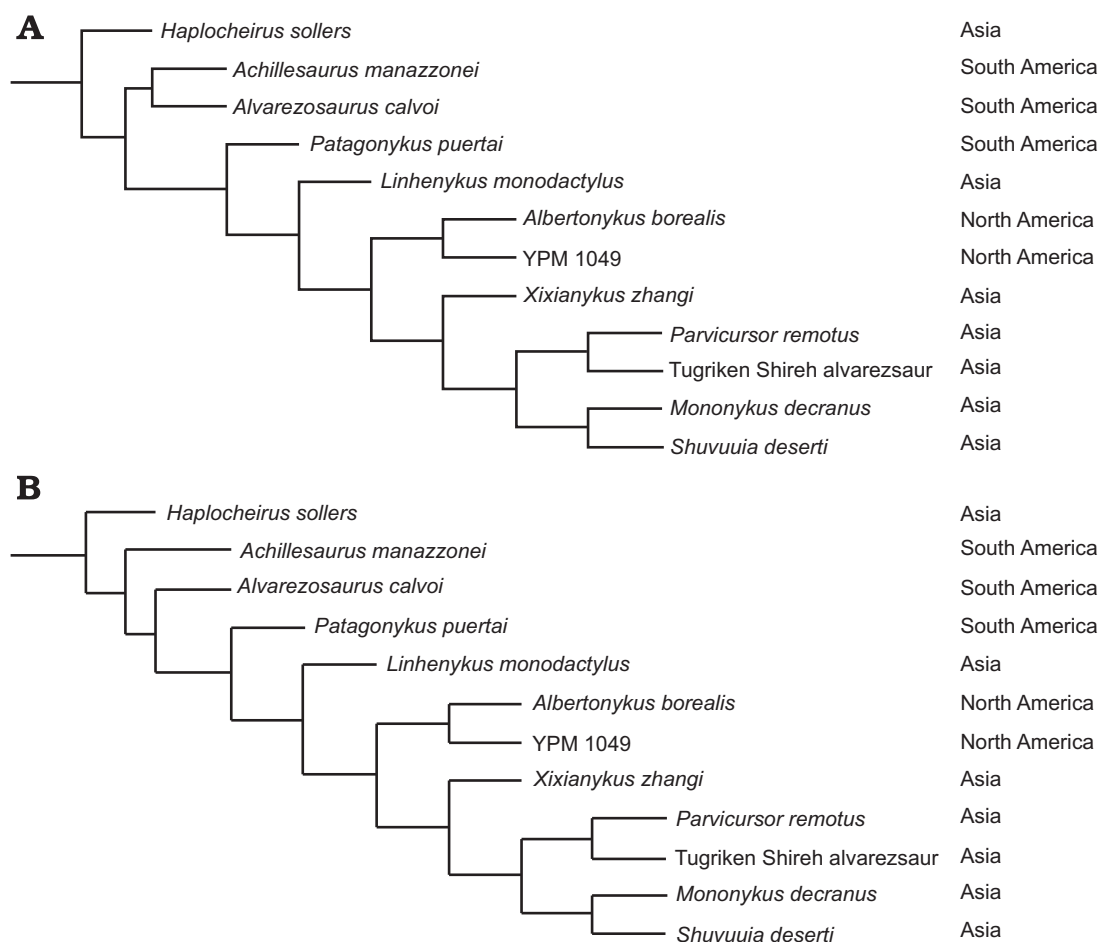 A
Haplocheirus sollers Asia
Achillesaurus manazzonei South America
Alvarezosaurus calvoi South America
Patagonykus puertai South America
Linhenykus monodactylus Asia
Albertonykus borealis North America
YPM 1049 North America
Xixianykus zhangi Asia
Parvicursor remotus Asia
Tugriken Shireh alvarezsaur Asia
Mononykus decranus Asia
Shuvuuia deserti Asia
B
Haplocheirus sollers Asia
Achillesaurus manazzonei South America
Alvarezosaurus calvoi South America
Patagonykus puertai South America
Linhenykus monodactylus Asia
Albertonykus borealis North America
YPM 1049 North America
Xixianykus zhangi Asia
Parvicursor remotus Asia
Tugriken Shireh alvarezsaur Asia
Mononykus decranus Asia
Shuvuuia deserti Asia